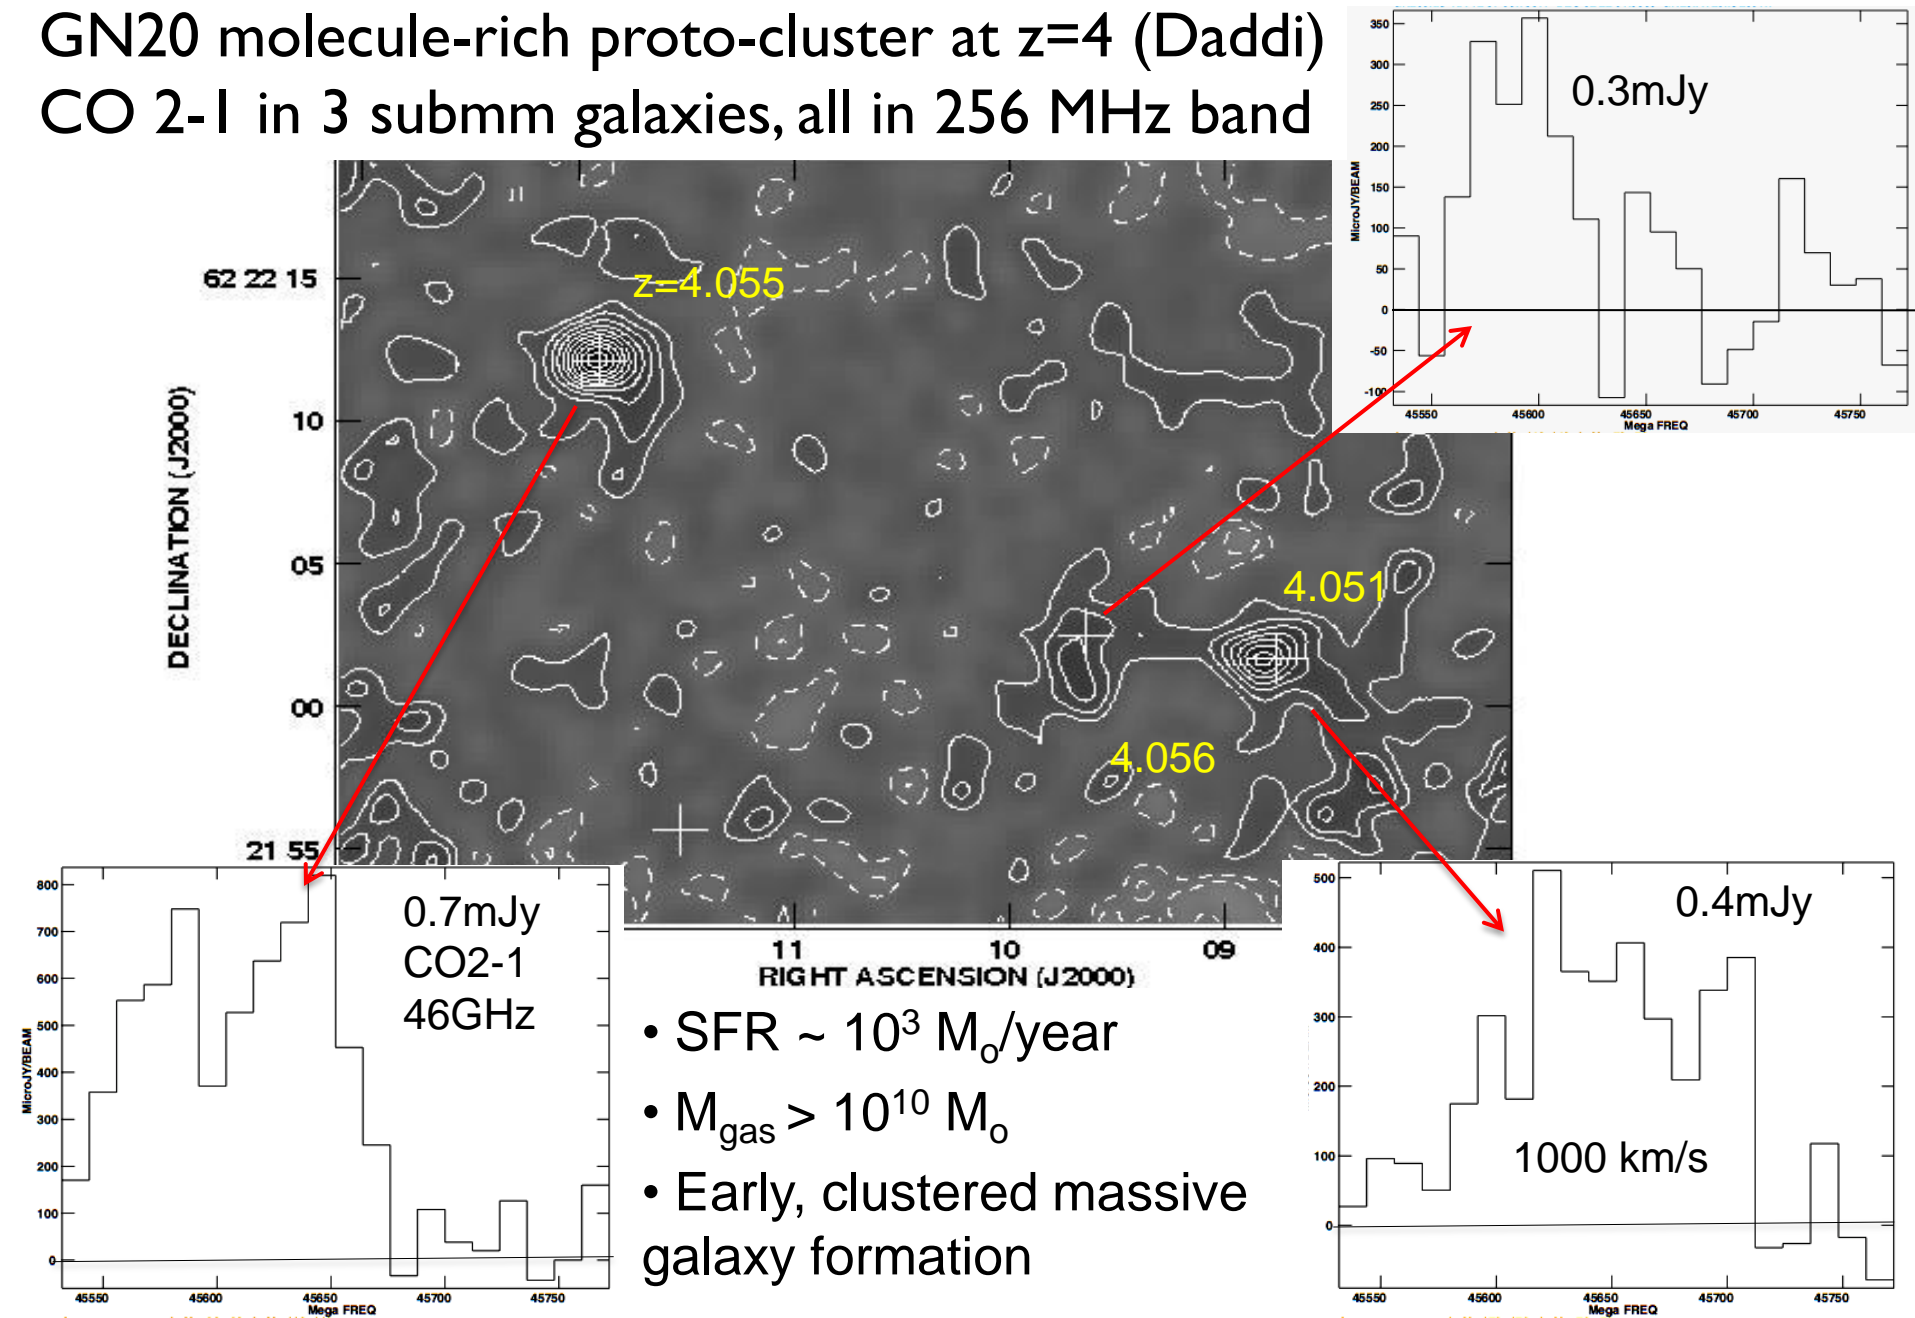 GN20 molecule-rich proto-cluster at z=4 (Daddi)
CO 2-1 in 3 submm galaxies, all in 256 MHz band
350
300
250
200
150
100
50
0
-50
-100
MicroJY/BEAM
0.3mJy
45550 45600 45650 45700 45750
Mega FREQ
DECLINATION (J2000)
62 22 15
10
05
00
21 55
z=4.055
4.051
4.056
11 10 09
RIGHT ASCENSION (J2000)
800
700
600
500
400
300
200
100
0
MicroJY/BEAM
0.7mJy
CO2-1
46GHz
45550 45600 45650 45700 45750
Mega FREQ
• SFR ~ 10³ Mₒ/year
• M_gas > 10¹⁰ Mₒ
• Early, clustered massive
galaxy formation
500
400
300
200
100
0
0.4mJy
1000 km/s
45550 45600 45650 45700 45750
Mega FREQ